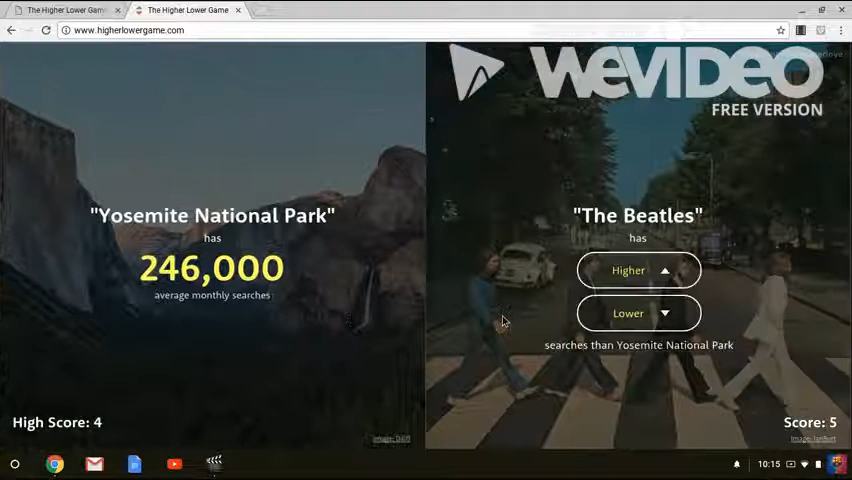 The Higher Lower Game
The Higher Lower Game
www.higherlowergame.com
WEVIDEO
FREE VERSION
"Yosemite National Park"
has
246,000
average monthly searches
"The Beatles"
has
Higher
Lower
searches than Yosemite National Park
High Score: 4
Score: 5
10:15